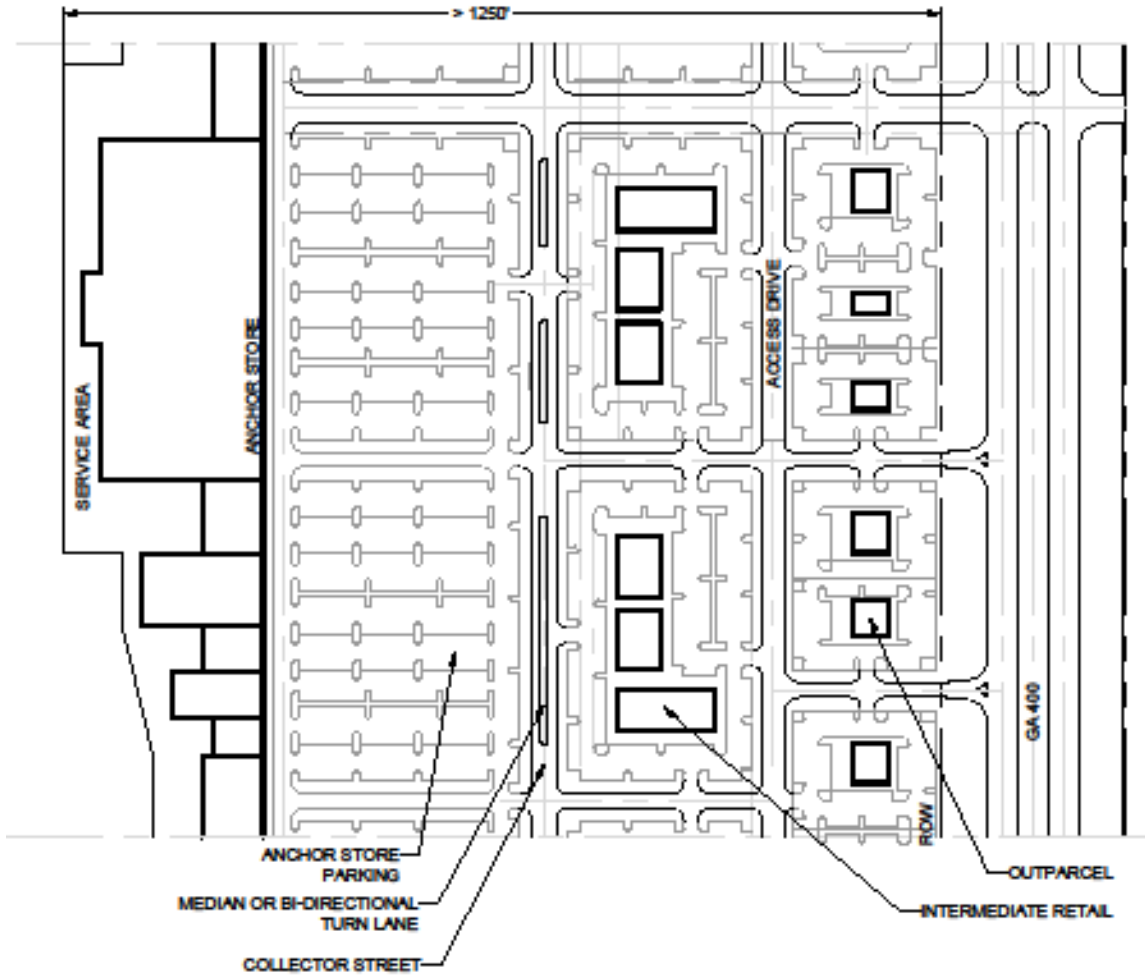 > 1250'
SERVICE AREA
ANCHOR STORE
ACCESS DRIVE
GA 400
ROW
ANCHOR STORE
PARKING
MEDIAN OR BI-DIRECTIONAL
TURN LANE
COLLECTOR STREET
OUTPARCEL
INTERMEDIATE RETAIL